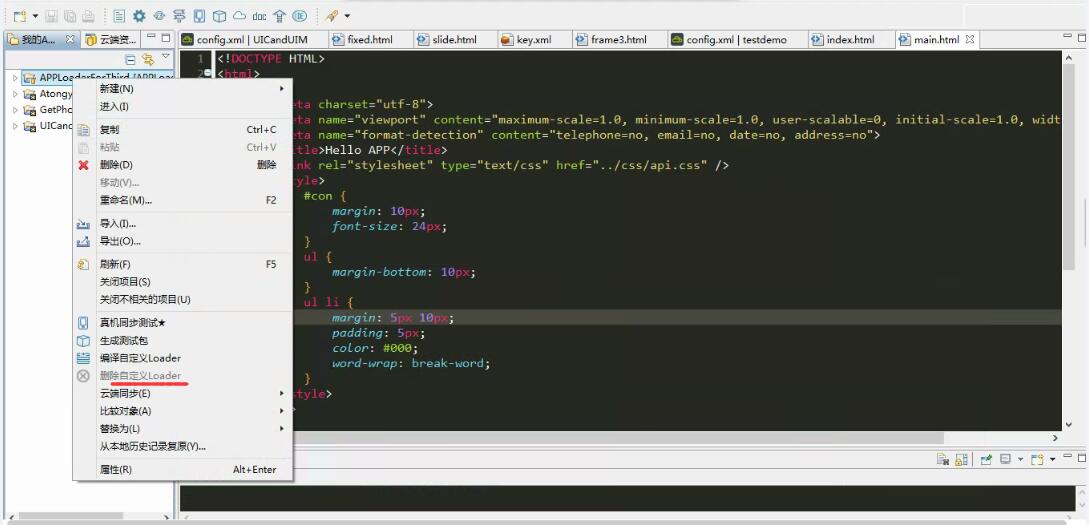 doc
我的A...
云端资...
config.xml | UICandUIM
fixed.html
slide.html
key.xml
frame3.html
config.xml | testdemo
index.html
main.html
APPLoaderForThird (APPLoa
Atongy
GetPho
UICand
新建(N)
进入(I)
复制 Ctrl+C
粘贴 Ctrl+V
删除(D) 删除
移动(V)...
重命名(M)... F2
导入(I)...
导出(O)...
刷新(F) F5
关闭项目(S)
关闭不相关的项目(U)
真机同步测试★
生成测试包
编译自定义Loader
删除自定义Loader
云端同步(E)
比较对象(A)
替换为(L)
从本地历史记录复原(Y)...
属性(R) Alt+Enter
1 <!DOCTYPE HTML>
2 <html>
eta charset="utf-8">
eta name="viewport" content="maximum-scale=1.0, minimum-scale=1.0, user-scalable=0, initial-scale=1.0, widt
eta name="format-detection" content="telephone=no, email=no, date=no, address=no">
tle>Hello APP</title>
nk rel="stylesheet" type="text/css" href="../css/api.css" />
tyle>
#con {
margin: 10px;
font-size: 24px;
}
ul {
margin-bottom: 10px;
}
ul li {
margin: 5px 10px;
padding: 5px;
color: #000;
word-wrap: break-word;
}
style>
>